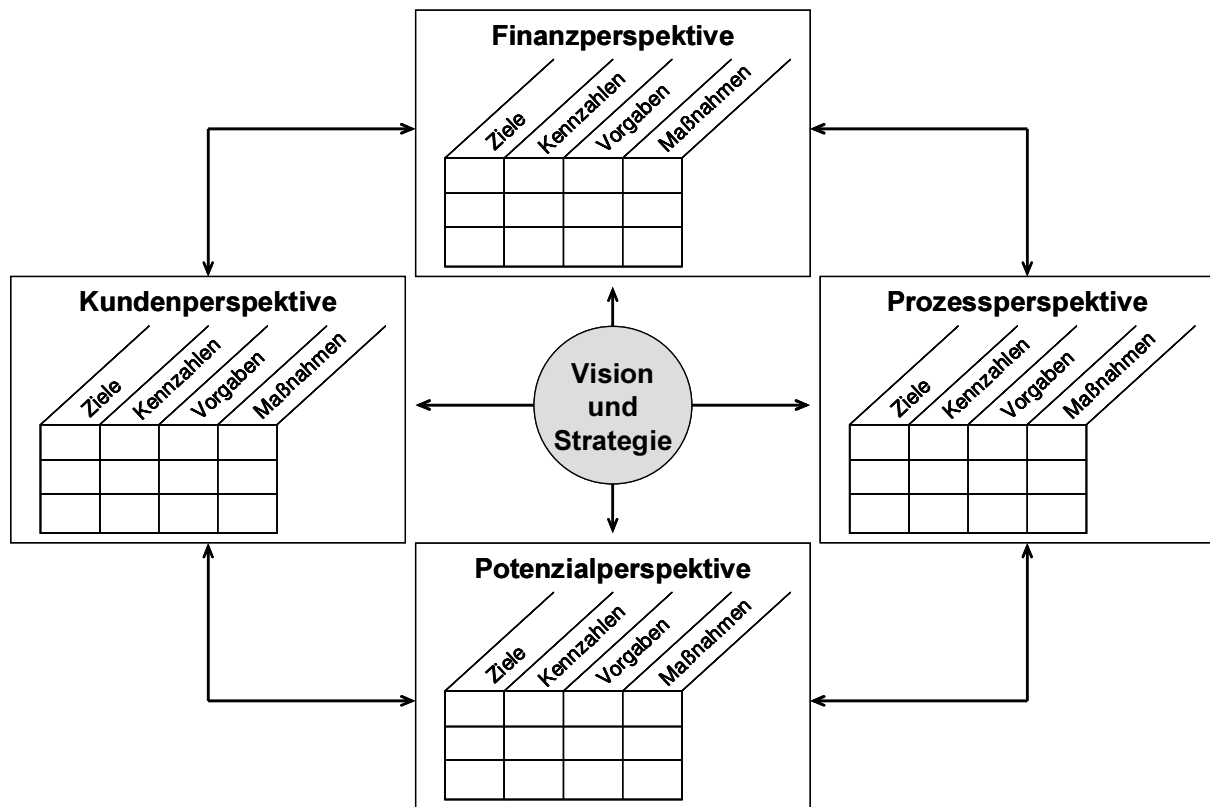 Finanzperspektive
Ziele
Kennzahlen
Vorgaben
Maßnahmen
Kundenperspektive
Ziele
Kennzahlen
Vorgaben
Maßnahmen
Vision
und
Strategie
Prozessperspektive
Ziele
Kennzahlen
Vorgaben
Maßnahmen
Potenzialperspektive
Ziele
Kennzahlen
Vorgaben
Maßnahmen